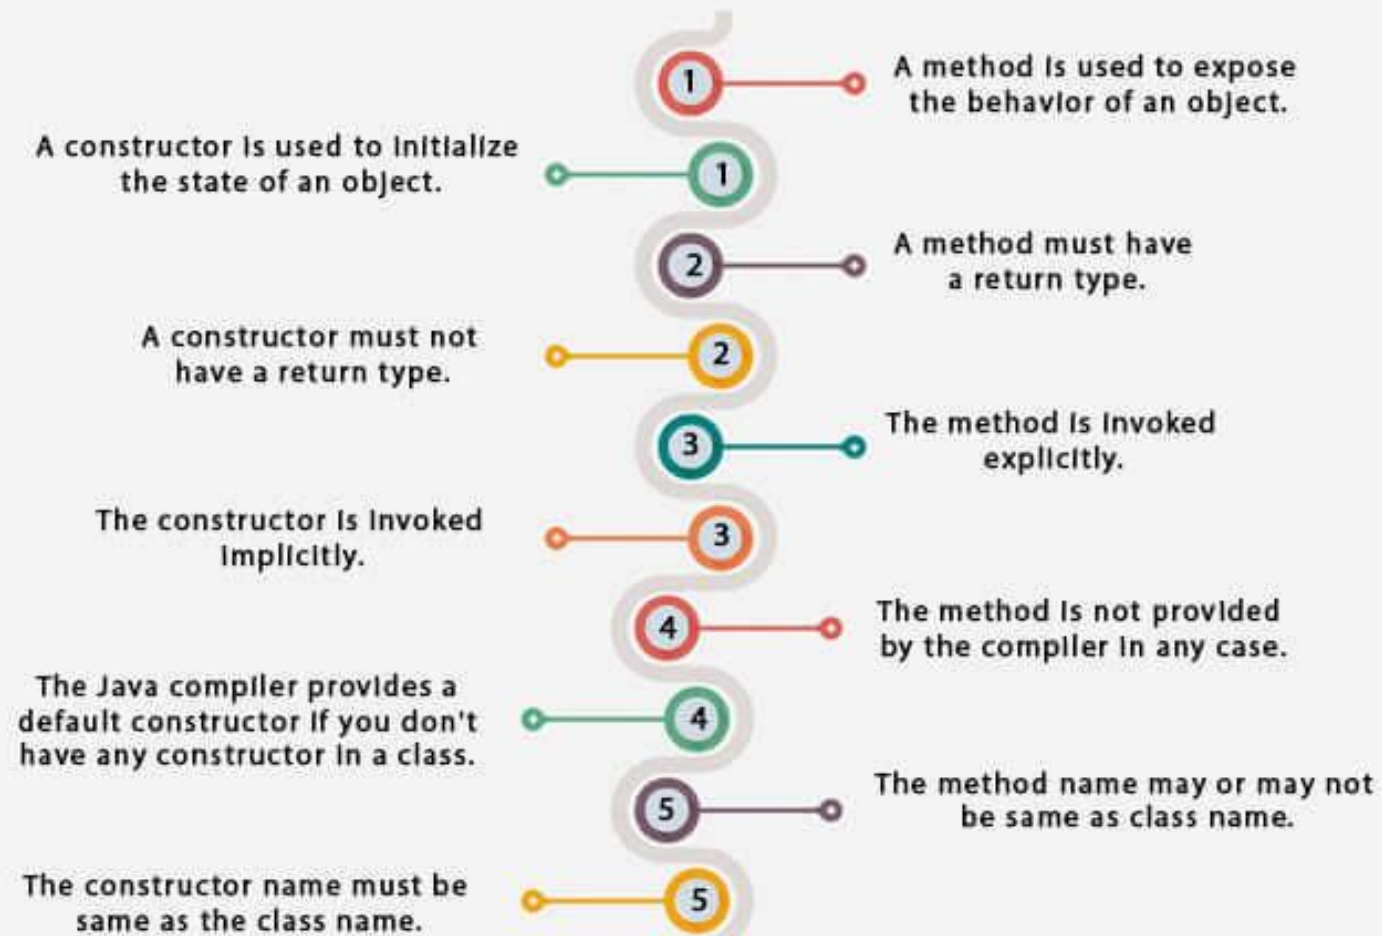 1
A method is used to expose
the behavior of an object.
A constructor is used to initialize
the state of an object.
1
2
A method must have
a return type.
A constructor must not
have a return type.
2
3
The method is invoked
explicitly.
The constructor is invoked
implicitly.
3
4
The method is not provided
by the compiler in any case.
The Java compiler provides a
default constructor if you don't
have any constructor in a class.
4
5
The method name may or may not
be same as class name.
The constructor name must be
same as the class name.
5